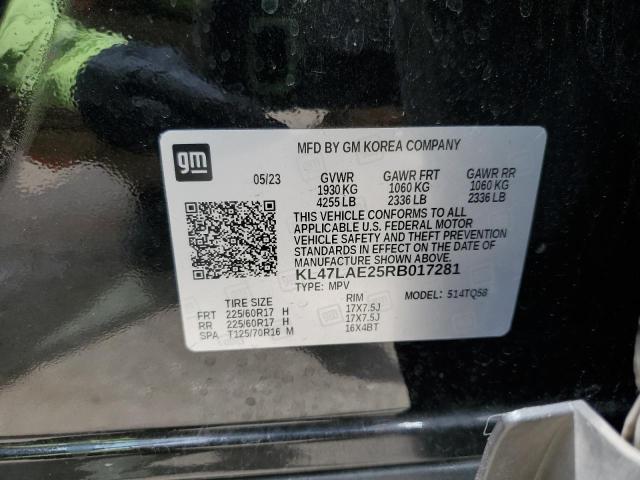 gm
MFD BY GM KOREA COMPANY
05/23 GVWR GAWR FRT GAWR RR
1930 KG 1060 KG 1060 KG
4255 LB 2336 LB 2336 LB
THIS VEHICLE CONFORMS TO ALL
APPLICABLE U.S. FEDERAL MOTOR
VEHICLE SAFETY AND THEFT PREVENTION
STANDARDS IN EFFECT ON THE DATE OF
MANUFACTURE SHOWN ABOVE.
KL47LAE25RB017281
TYPE: MPV MODEL: 514TQ58
TIRE SIZE RIM
FRT 225/60R17 H 17X7.5J
RR 225/60R17 H 17X7.5J
SPA T125/70R16 M 16X4BT